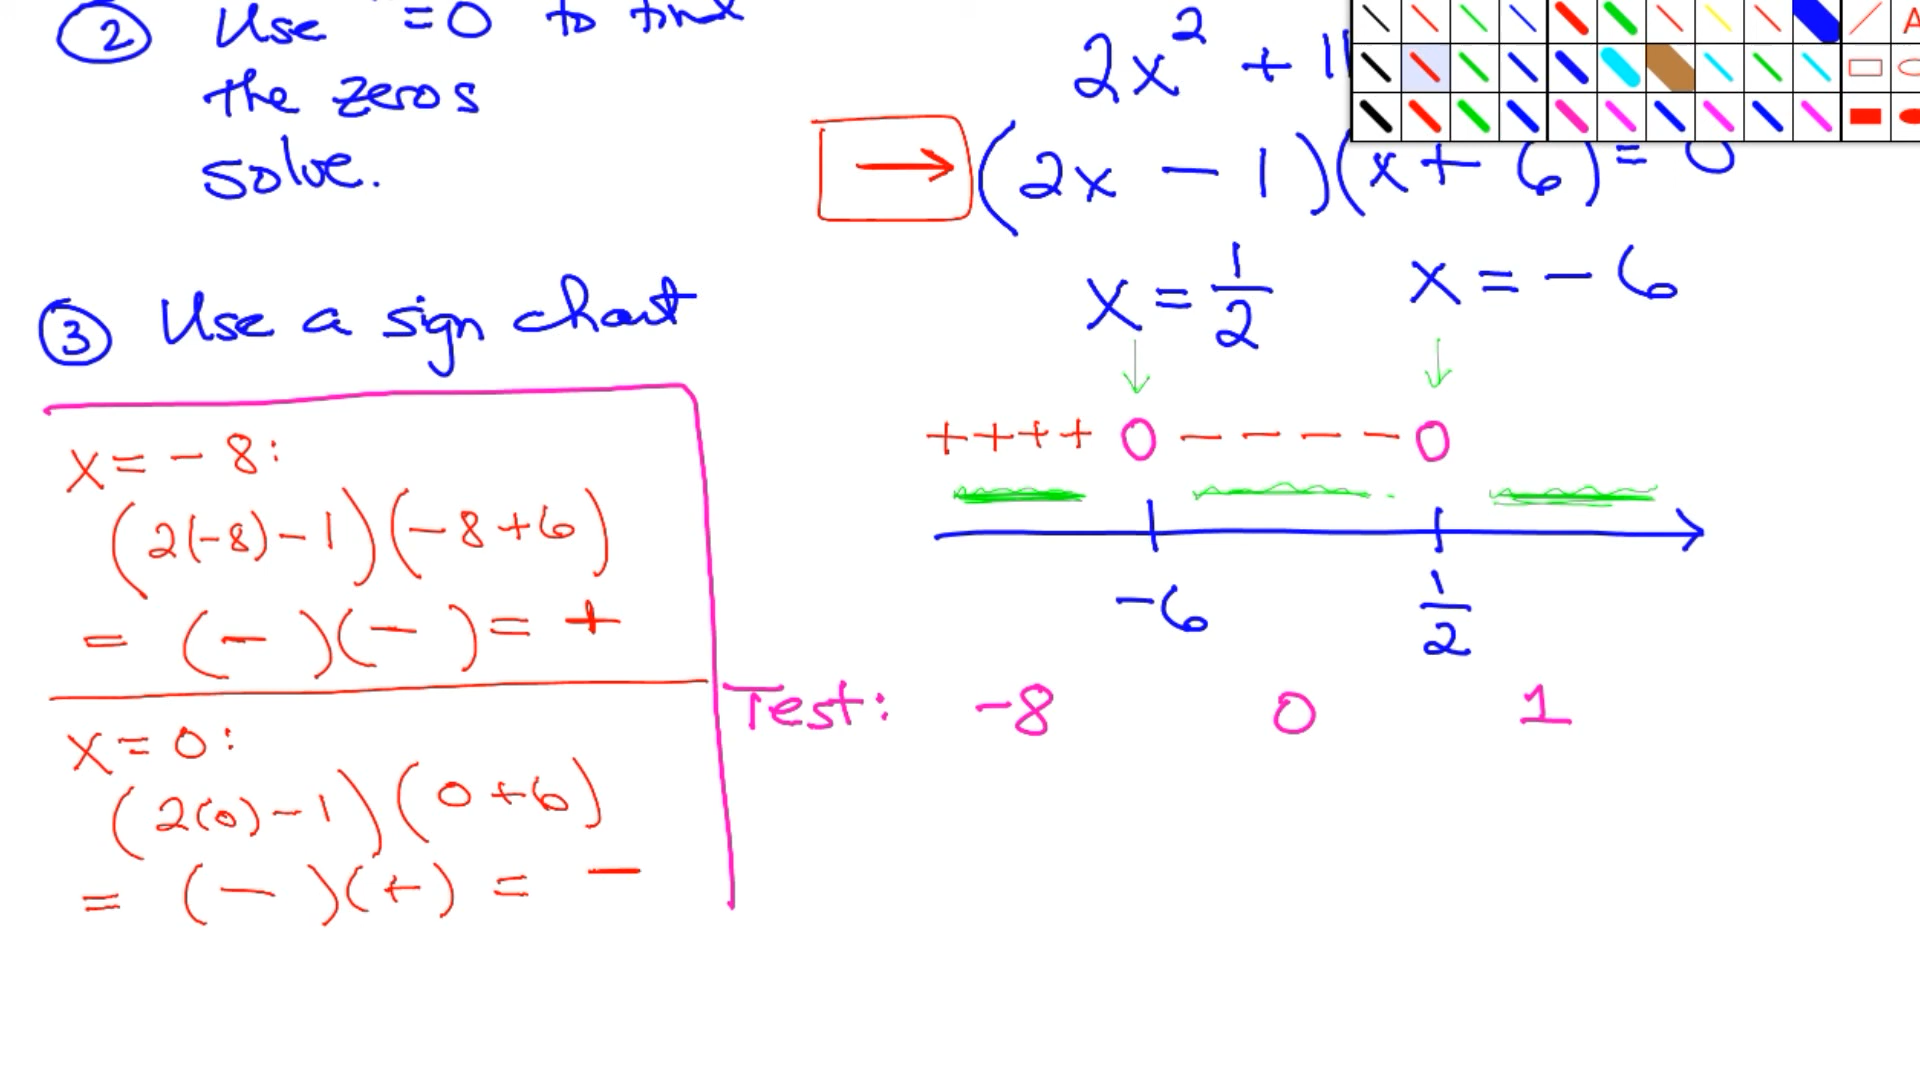 ② Use =0 to find
the zeros
solve.
2x² + 11
→ (2x - 1)(x + 6) = 0
x = 1/2 x = -6
③ Use a sign chart
++++ 0 ---- 0
-6 1/2
Test: -8 0 1
x = -8:
(2(-8)-1)(-8+6)
= (-)(-) = +
x = 0:
(2(0)-1)(0+6)
= (-)(+) = -
A